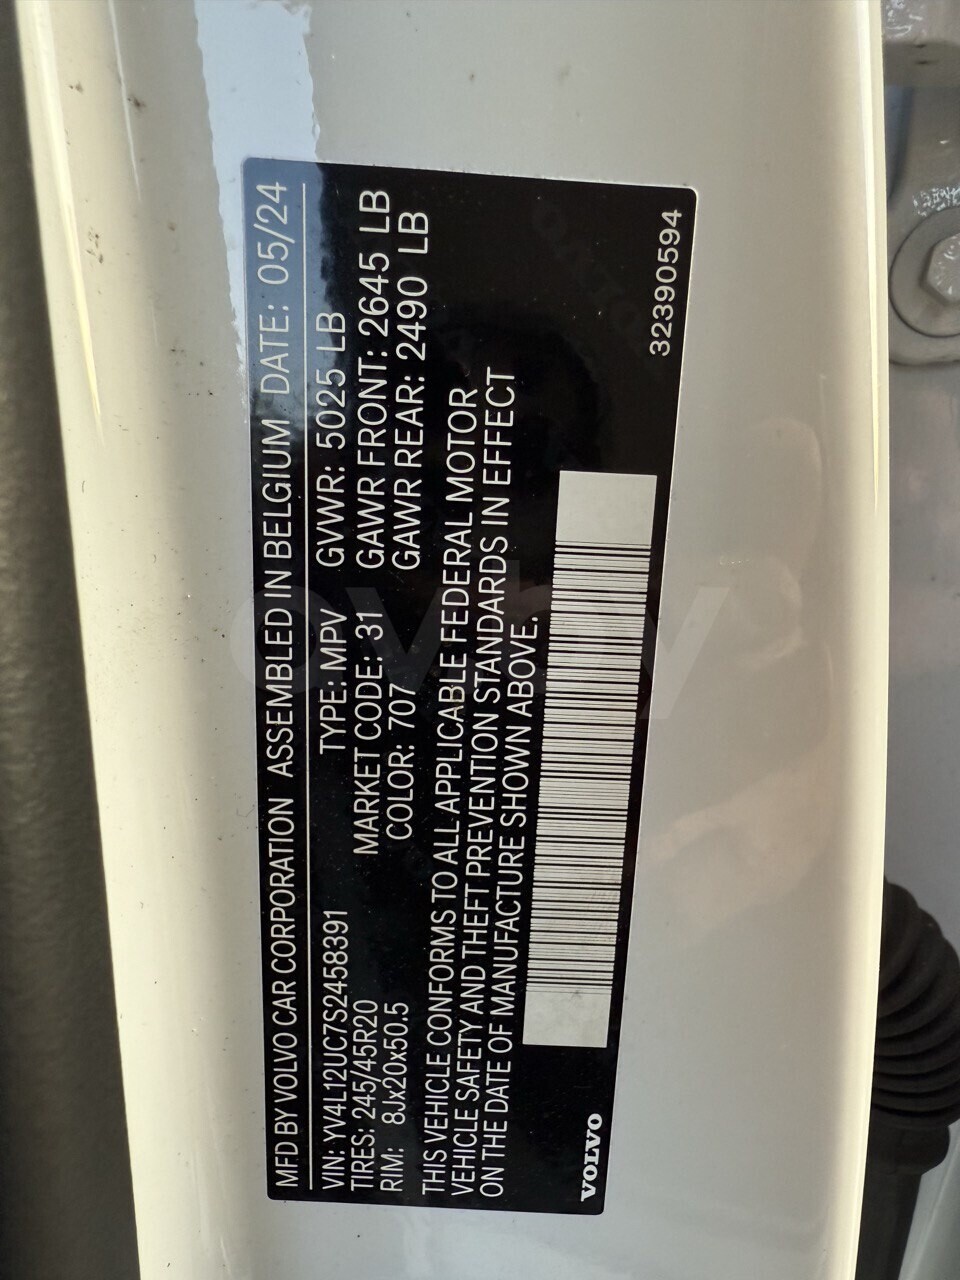 MFD BY VOLVO CAR CORPORATION ASSEMBLED IN BELGIUM DATE: 05/24
VIN: YV4L12UC7S2458391 TYPE: MPV GVWR: 5025 LB
TIRES: 245/45R20 MARKET CODE: 31 GAWR FRONT: 2645 LB
RIM: 8Jx20x50.5 COLOR: 707 GAWR REAR: 2490 LB
THIS VEHICLE CONFORMS TO ALL APPLICABLE FEDERAL MOTOR
VEHICLE SAFETY AND THEFT PREVENTION STANDARDS IN EFFECT
ON THE DATE OF MANUFACTURE SHOWN ABOVE.
VOLVO 32390594
av.by